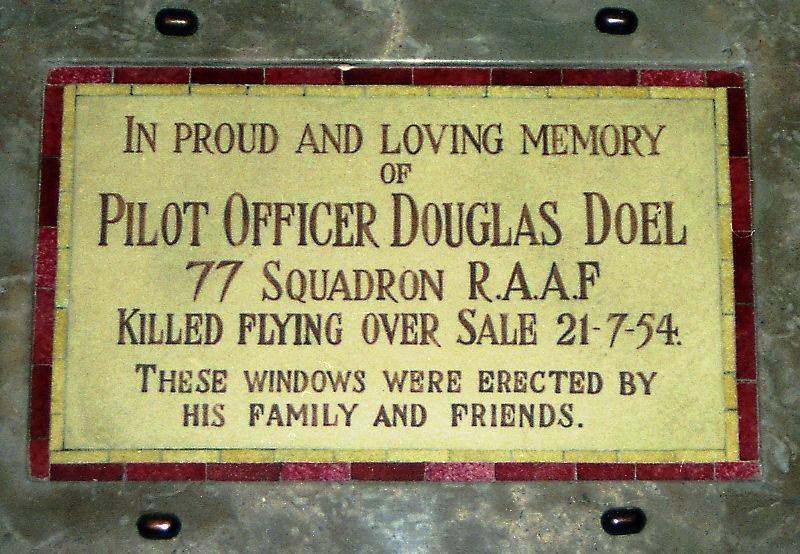 IN PROUD AND LOVING MEMORY
OF
PILOT OFFICER DOUGLAS DOEL
77 SQUADRON R.A.A.F
KILLED FLYING OVER SALE 21-7-54.
THESE WINDOWS WERE ERECTED BY
HIS FAMILY AND FRIENDS.